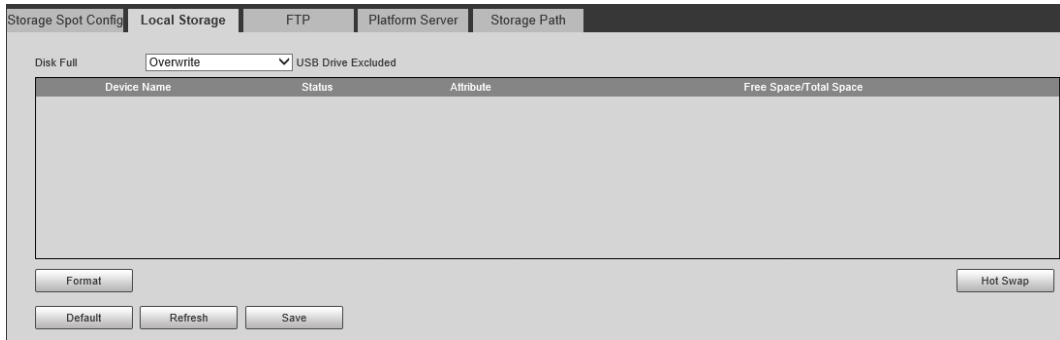 Storage Spot Config Local Storage FTP Platform Server Storage Path
Disk Full Overwrite USB Drive Excluded
Device Name Status Attribute Free Space/Total Space
Format Hot Swap
Default Refresh Save